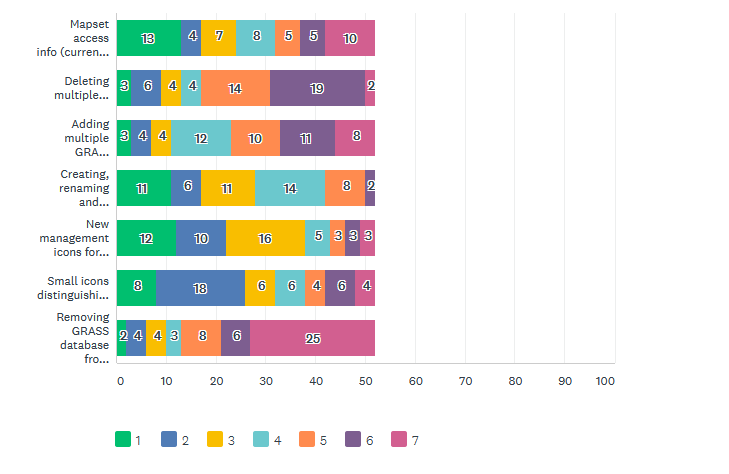 Mapset
access
info (curren...
13 4 7 8 5 5 10
Deleting
multiple...
3 6 4 4 14 19 2
Adding
multiple
GRA...
3 4 4 12 10 11 8
Creating,
renaming
and...
11 6 11 14 8 2
New
management
icons for...
12 10 16 5 3 3 3
Small icons
distinguishi...
8 18 6 6 4 6 4
Removing
GRASS
database
fro...
2 4 4 3 8 6 25
0 10 20 30 40 50 60 70 80 90 100
1 2 3 4 5 6 7